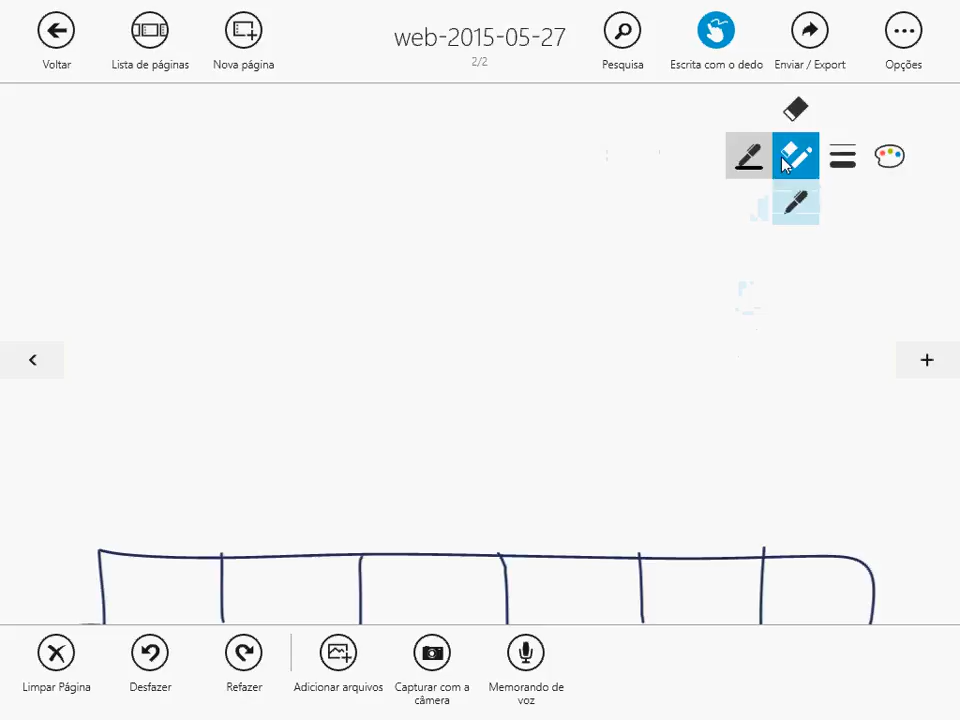 web-2015-05-27
2/2
Voltar
Lista de páginas
Nova página
Pesquisa
Escrita com o dedo
Enviar / Export
Opções
Limpar Página
Desfazer
Refazer
Adicionar arquivos
Capturar com a
câmera
Memorando de
voz